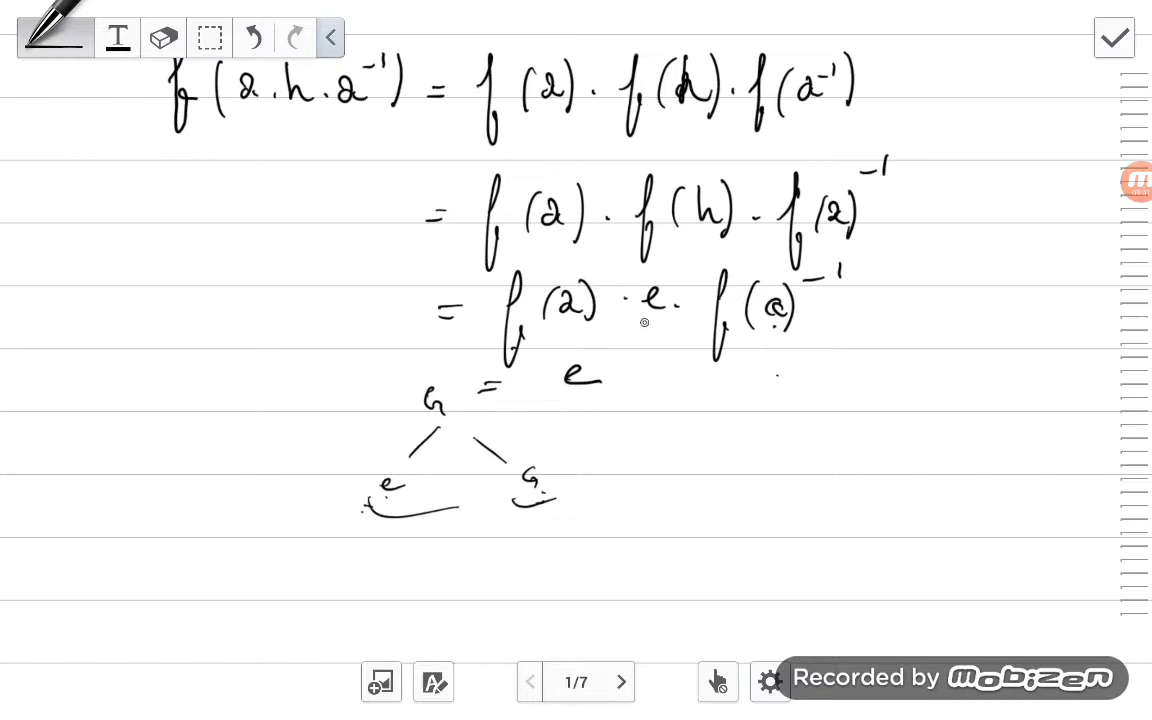 T
f(a.h.a⁻¹) = f(a) . f(h) . f(a⁻¹)
= f(a) . f(h) . f(a)⁻¹
= f(a) . e . f(a)⁻¹
= e
G
e G
1/7
Recorded by mobizen